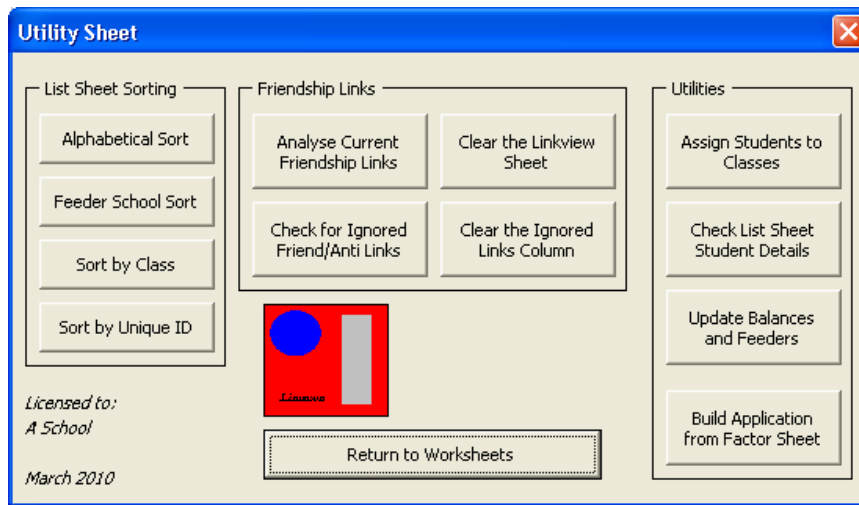 Utility Sheet
List Sheet Sorting
Alphabetical Sort
Feeder School Sort
Sort by Class
Sort by Unique ID
Friendship Links
Analyse Current
Friendship Links
Clear the Linkview
Sheet
Check for Ignored
Friend/Anti Links
Clear the Ignored
Links Column
Utilities
Assign Students to
Classes
Check List Sheet
Student Details
Update Balances
and Feeders
Build Application
from Factor Sheet
Licensed to:
A School
March 2010
Return to Worksheets